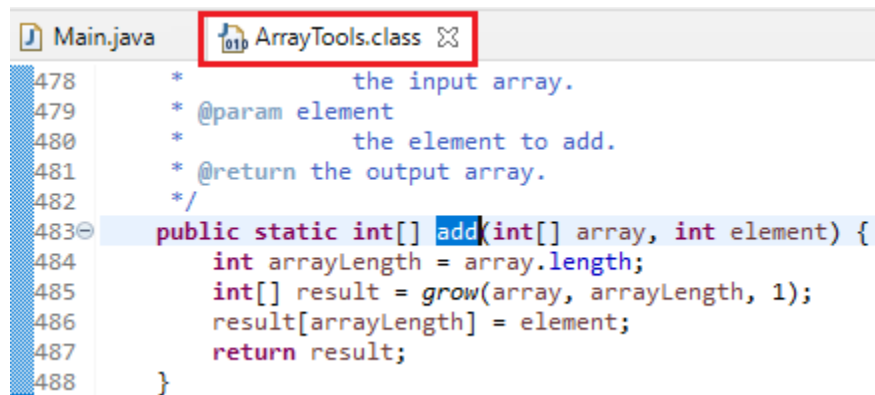 Main.java ArrayTools.class
478 * the input array.
479 * @param element
480 * the element to add.
481 * @return the output array.
482 */
483 public static int[] add(int[] array, int element) {
484 int arrayLength = array.length;
485 int[] result = grow(array, arrayLength, 1);
486 result[arrayLength] = element;
487 return result;
488 }